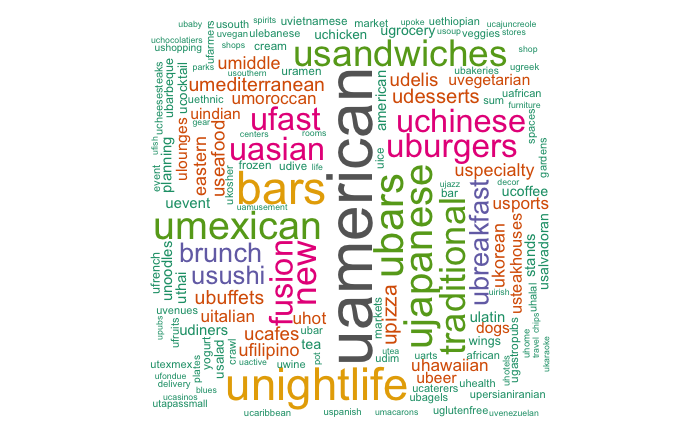 ubaby
usouth
spirits
uvietnamese
market
upoke
uethiopian
ucajuncreole
uvegan
ulebanese
uchicken
ugrocery
usoup
uveggies
stores
uchocolatiers
ushopping
ufarmers
shops
cream
usandwiches
shop
ucheesesteaks
ubarbeque
parks
umiddle
usouthern
uramen
american
udelis
ubakeries
ugreek
ucocktail
umediterranean
uvegetarian
uethnic
umoroccan
udesserts
sum
uafrican
furniture
uindian
gear
ufast
uchinese
spaces
event
ufish
planning
ulounges
eastern
useafood
centers
rooms
uasian
uice
uburgers
gardens
ukosher
frozen
udive
life
uspecialty
bars
uamerican
ubars
ujapanese
ujazz
decor
bar
ucoffee
uevent
uamusement
traditional
ubreakfast
usports
umexican
ukorean
usteakhouses
stands
usalvadoran
ufrench
unoodles
uthai
brunch
fusion
new
usushi
uhalal
uirish
ubuffets
markets
upizza
uvenues
upubs
ufruits
uitalian
uhot
ulatin
chips
udiners
ucafes
ubar
dogs
ugastropubs
uhome
travel
ukaraoke
yogurt
usalad
crawl
ufilipino
tea
pot
utea
udim
uarts
african
wings
utexmex
plates
uactive
uwine
uhawaiian
uhotels
ufondue
delivery
unightlife
ubeer
uhealth
ucaterers
ucasinos
blues
ubagels
upersianiranian
utapassmall
ucaribbean
uspanish
umacarons
uglutenfree
uvenezuelan